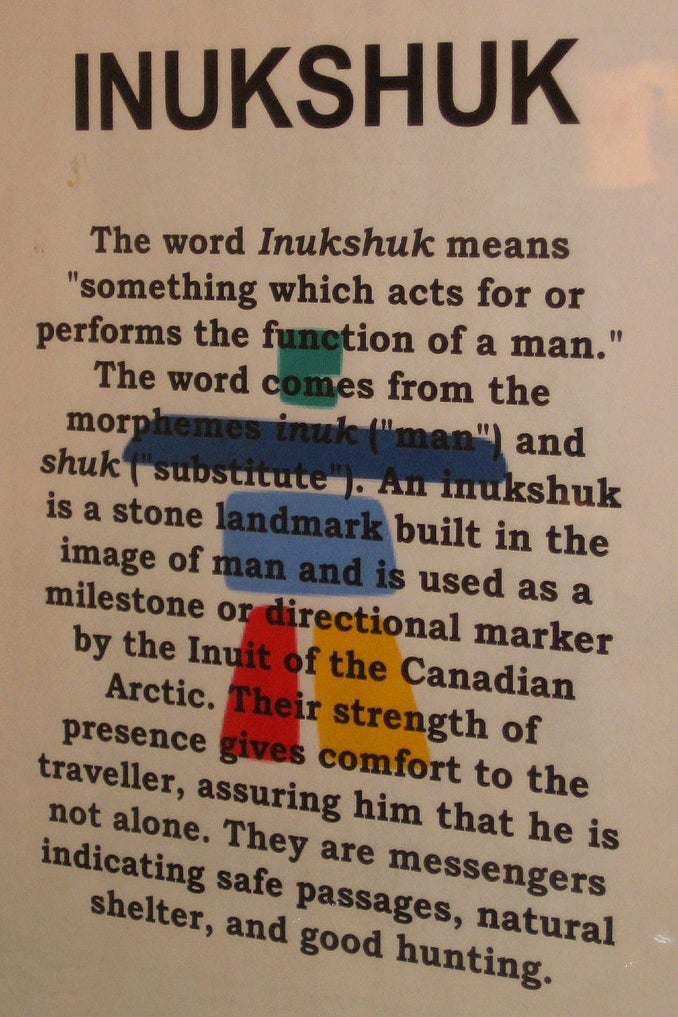 INUKSHUK
The word Inukshuk means
"something which acts for or
performs the function of a man."
The word comes from the
morphemes inuk ("man") and
shuk ("substitute"). An inukshuk
is a stone landmark built in the
image of man and is used as a
milestone or directional marker
by the Inuit of the Canadian
Arctic. Their strength of
presence gives comfort to the
traveller, assuring him that he is
not alone. They are messengers
indicating safe passages, natural
shelter, and good hunting.